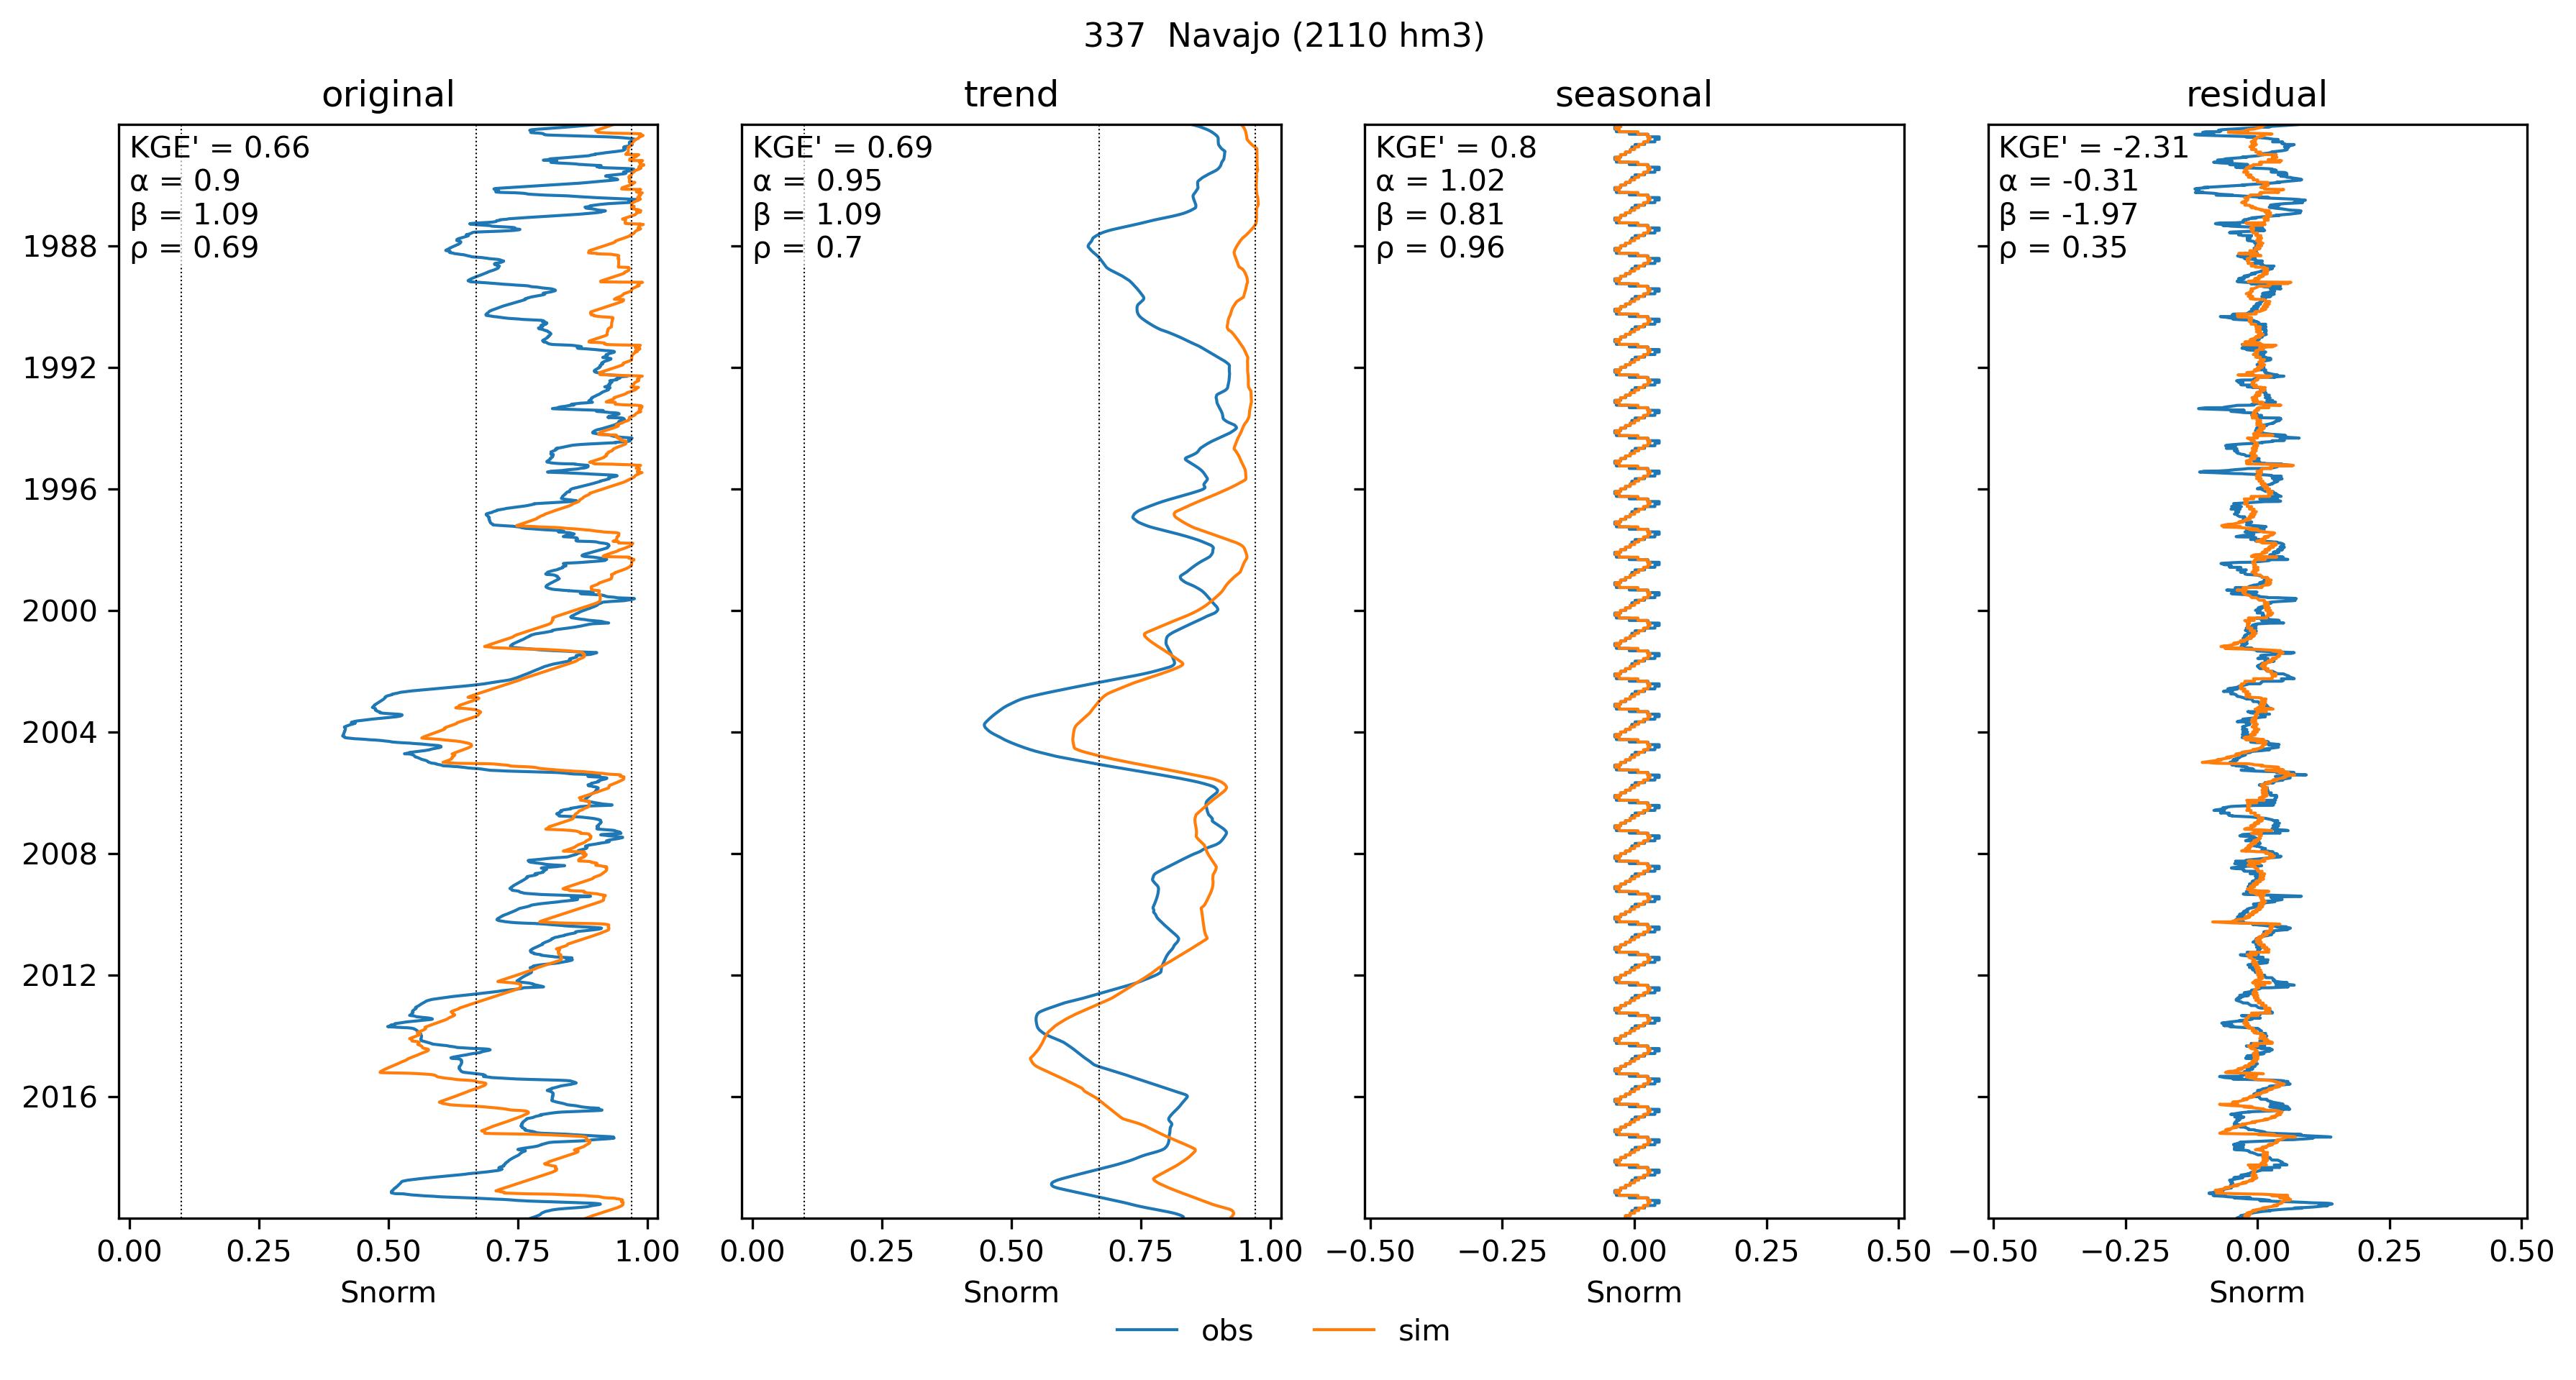 337  Navajo (2110 hm3)
original
trend
seasonal
residual
KGE' = 0.66
α = 0.9
β = 1.09
ρ = 0.69
KGE' = 0.69
α = 0.95
β = 1.09
ρ = 0.7
KGE' = 0.8
α = 1.02
β = 0.81
ρ = 0.96
KGE' = -2.31
α = -0.31
β = -1.97
ρ = 0.35
1988
1992
1996
2000
2004
2008
2012
2016
0.00 0.25 0.50 0.75 1.00
0.00 0.25 0.50 0.75 1.00
−0.50 −0.25 0.00 0.25 0.50
−0.50 −0.25 0.00 0.25 0.50
Snorm
Snorm
Snorm
Snorm
obs
sim